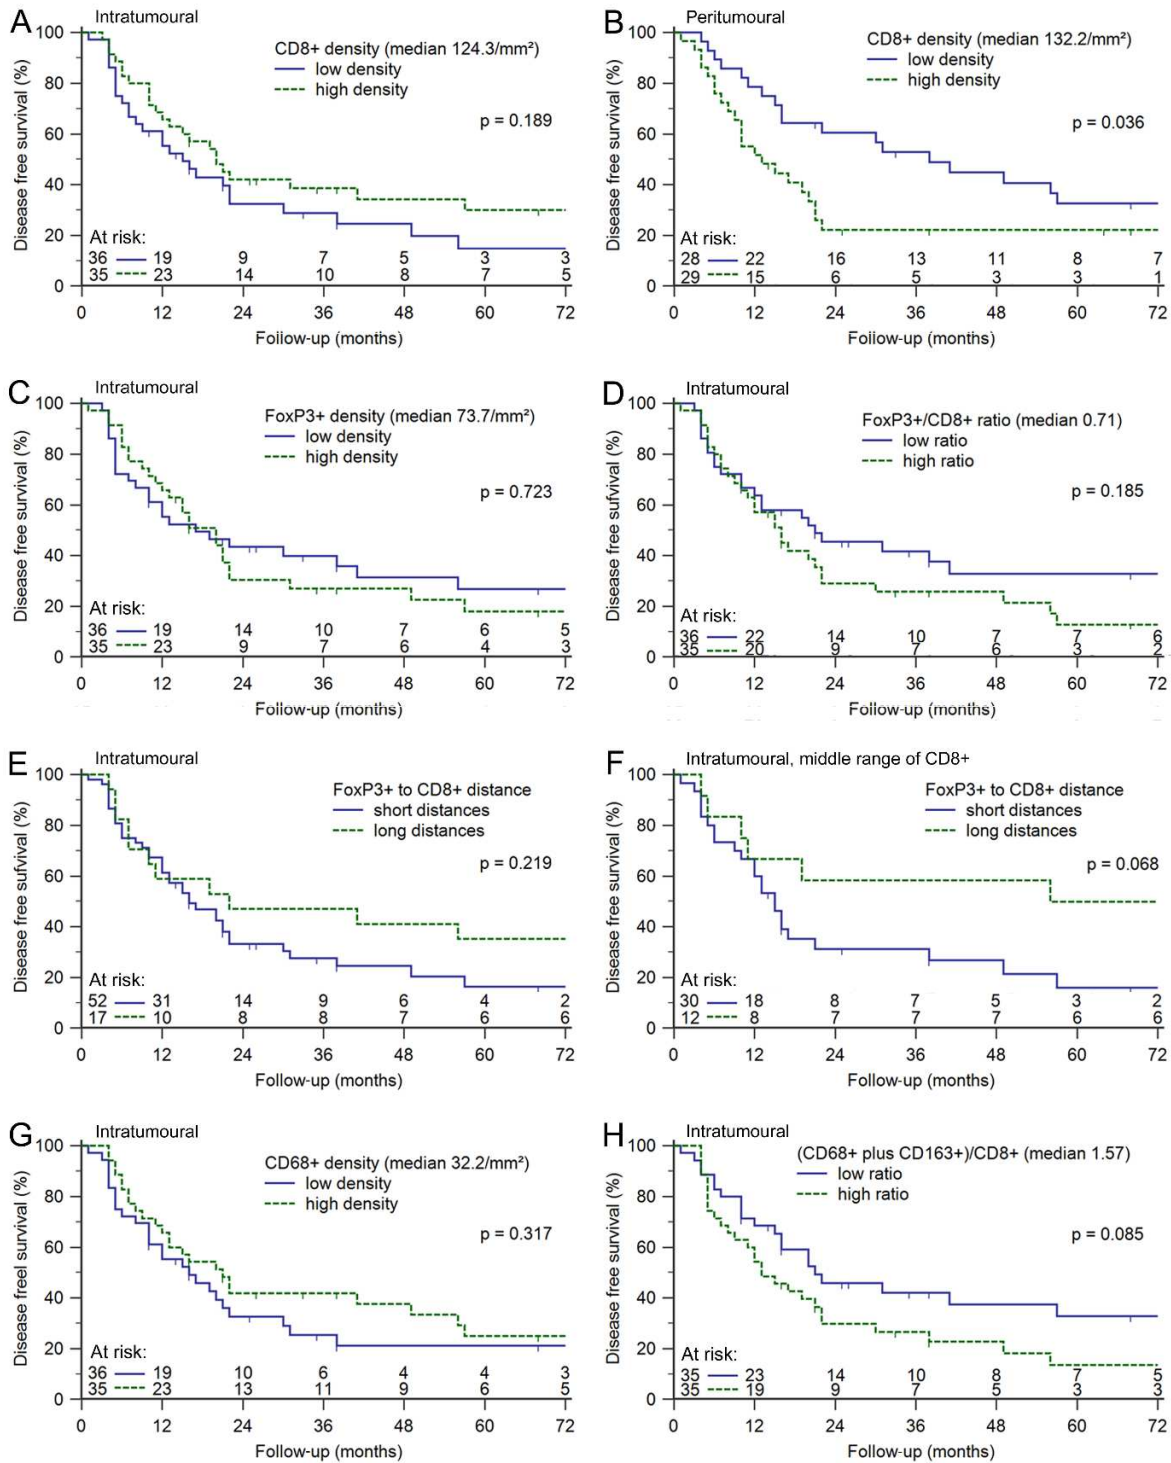 A Intratumoural
CD8+ density (median 124.3/mm²)
low density
high density
p = 0.189
Disease free survival (%)
100
80
60
40
20
0
At risk:
36 19 9 7 5 3 3
35 23 14 10 8 7 5
0 12 24 36 48 60 72
Follow-up (months)
B Peritumoural
CD8+ density (median 132.2/mm²)
low density
high density
p = 0.036
Disease free survival (%)
100
80
60
40
20
0
At risk:
28 22 16 13 11 8 7
29 15 6 5 3 3 1
0 12 24 36 48 60 72
Follow-up (months)
C Intratumoural
FoxP3+ density (median 73.7/mm²)
low density
high density
p = 0.723
Disease free survival (%)
100
80
60
40
20
0
At risk:
36 19 14 10 7 6 5
35 23 9 7 6 4 3
0 12 24 36 48 60 72
Follow-up (months)
D Intratumoural
FoxP3+/CD8+ ratio (median 0.71)
low ratio
high ratio
p = 0.185
Disease free survival (%)
100
80
60
40
20
0
At risk:
36 22 14 10 7 7 6
35 20 9 7 6 3 2
0 12 24 36 48 60 72
Follow-up (months)
E Intratumoural
FoxP3+ to CD8+ distance
short distances
long distances
p = 0.219
Disease free sufvival (%)
100
80
60
40
20
0
At risk:
52 31 14 9 6 4 2
17 10 8 8 7 6 6
0 12 24 36 48 60 72
Follow-up (months)
F Intratumoural, middle range of CD8+
FoxP3+ to CD8+ distance
short distances
long distances
p = 0.068
Disease free survival (%)
100
80
60
40
20
0
At risk:
30 18 8 7 5 3 2
12 8 7 7 7 6 6
0 12 24 36 48 60 72
Follow-up (months)
G Intratumoural
CD68+ density (median 32.2/mm²)
low density
high density
p = 0.317
Disease freel survival (%)
100
80
60
40
20
0
At risk:
36 19 10 6 4 4 3
35 23 13 11 9 6 5
0 12 24 36 48 60 72
Follow-up (months)
H Intratumoural
(CD68+ plus CD163+)/CD8+ (median 1.57)
low ratio
high ratio
p = 0.085
Disease free survival (%)
100
80
60
40
20
0
At risk:
35 23 14 10 8 7 5
35 19 9 7 5 3 3
0 12 24 36 48 60 72
Follow-up (months)